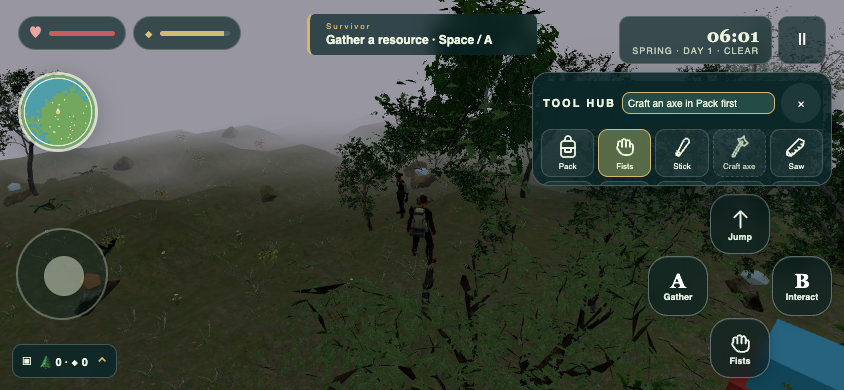 Survivor
Gather a resource · Space / A
06:01
SPRING · DAY 1 · CLEAR
TOOL HUB
Craft an axe in Pack first
×
Pack
Fists
Stick
Craft axe
Saw
Jump
A
Gather
B
Interact
Fists
0 · ◆ 0